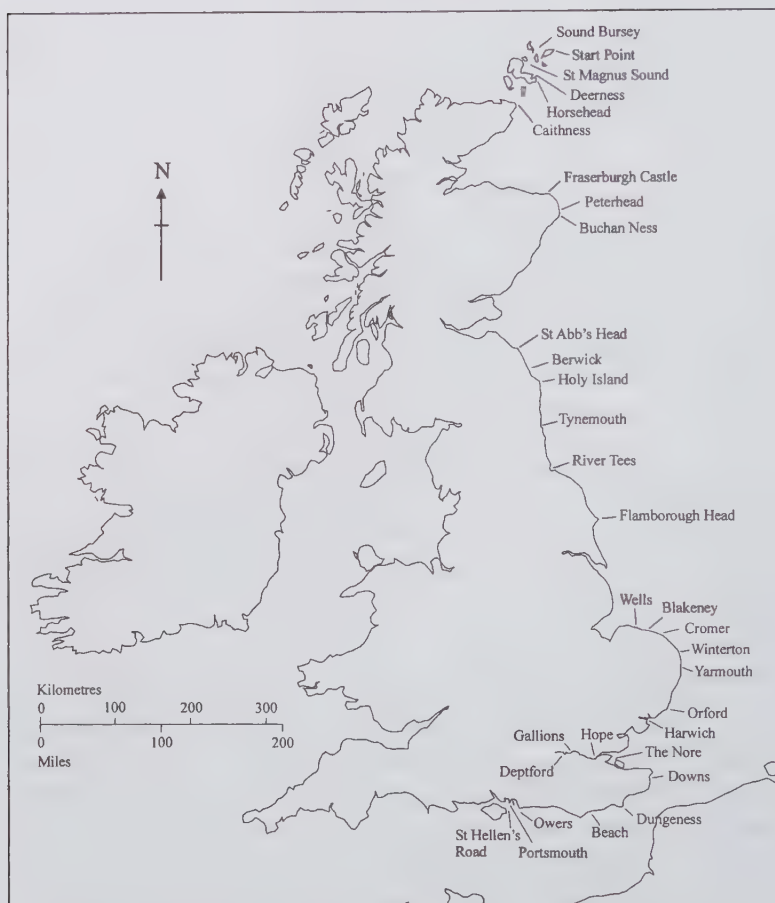 Sound Bursey
Start Point
St Magnus Sound
Deerness
Horsehead
Caithness
N
Fraserburgh Castle
Peterhead
Buchan Ness
St Abb's Head
Berwick
Holy Island
Tynemouth
River Tees
Flamborough Head
Wells
Blakeney
Cromer
Winterton
Yarmouth
Kilometres
0 100 200 300
0 100 200
Miles
Orford
Harwich
Gallions
Hope
The Nore
Deptford
Downs
Owers
Beach
Dungeness
St Hellen's
Road
Portsmouth